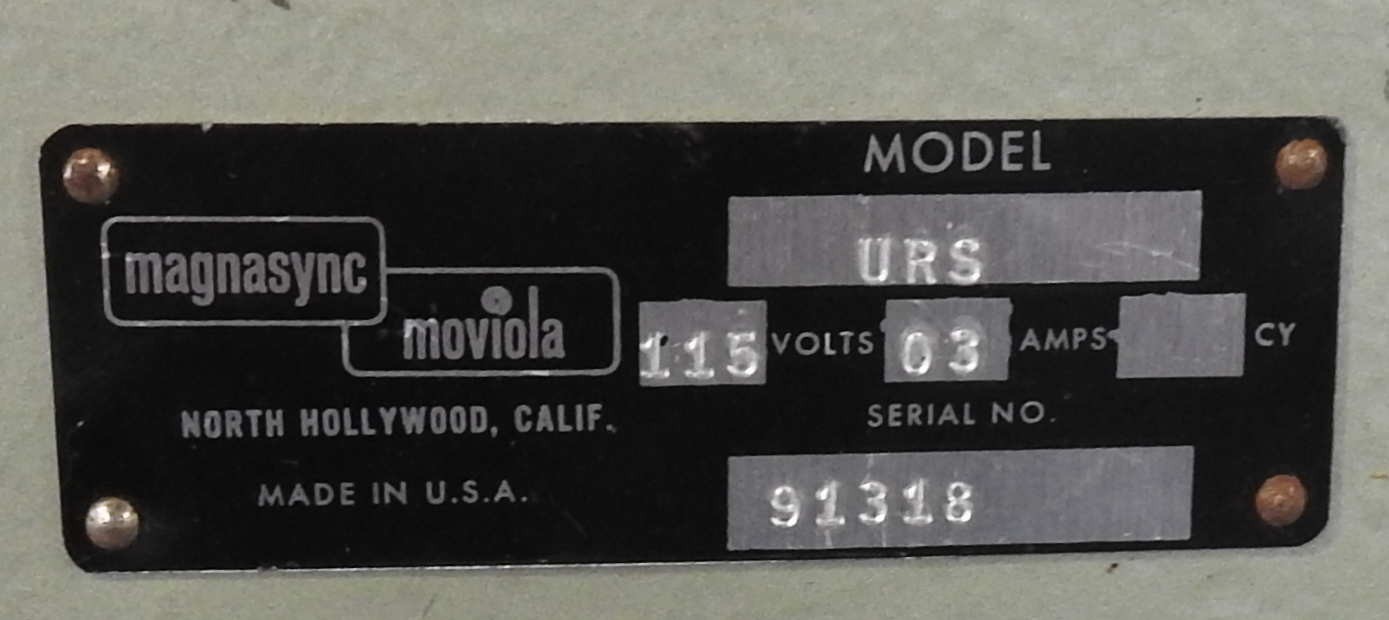 magnasync
moviola
NORTH HOLLYWOOD, CALIF.
MADE IN U.S.A.
MODEL
URS
115 VOLTS 03 AMPS CY
SERIAL NO.
91318